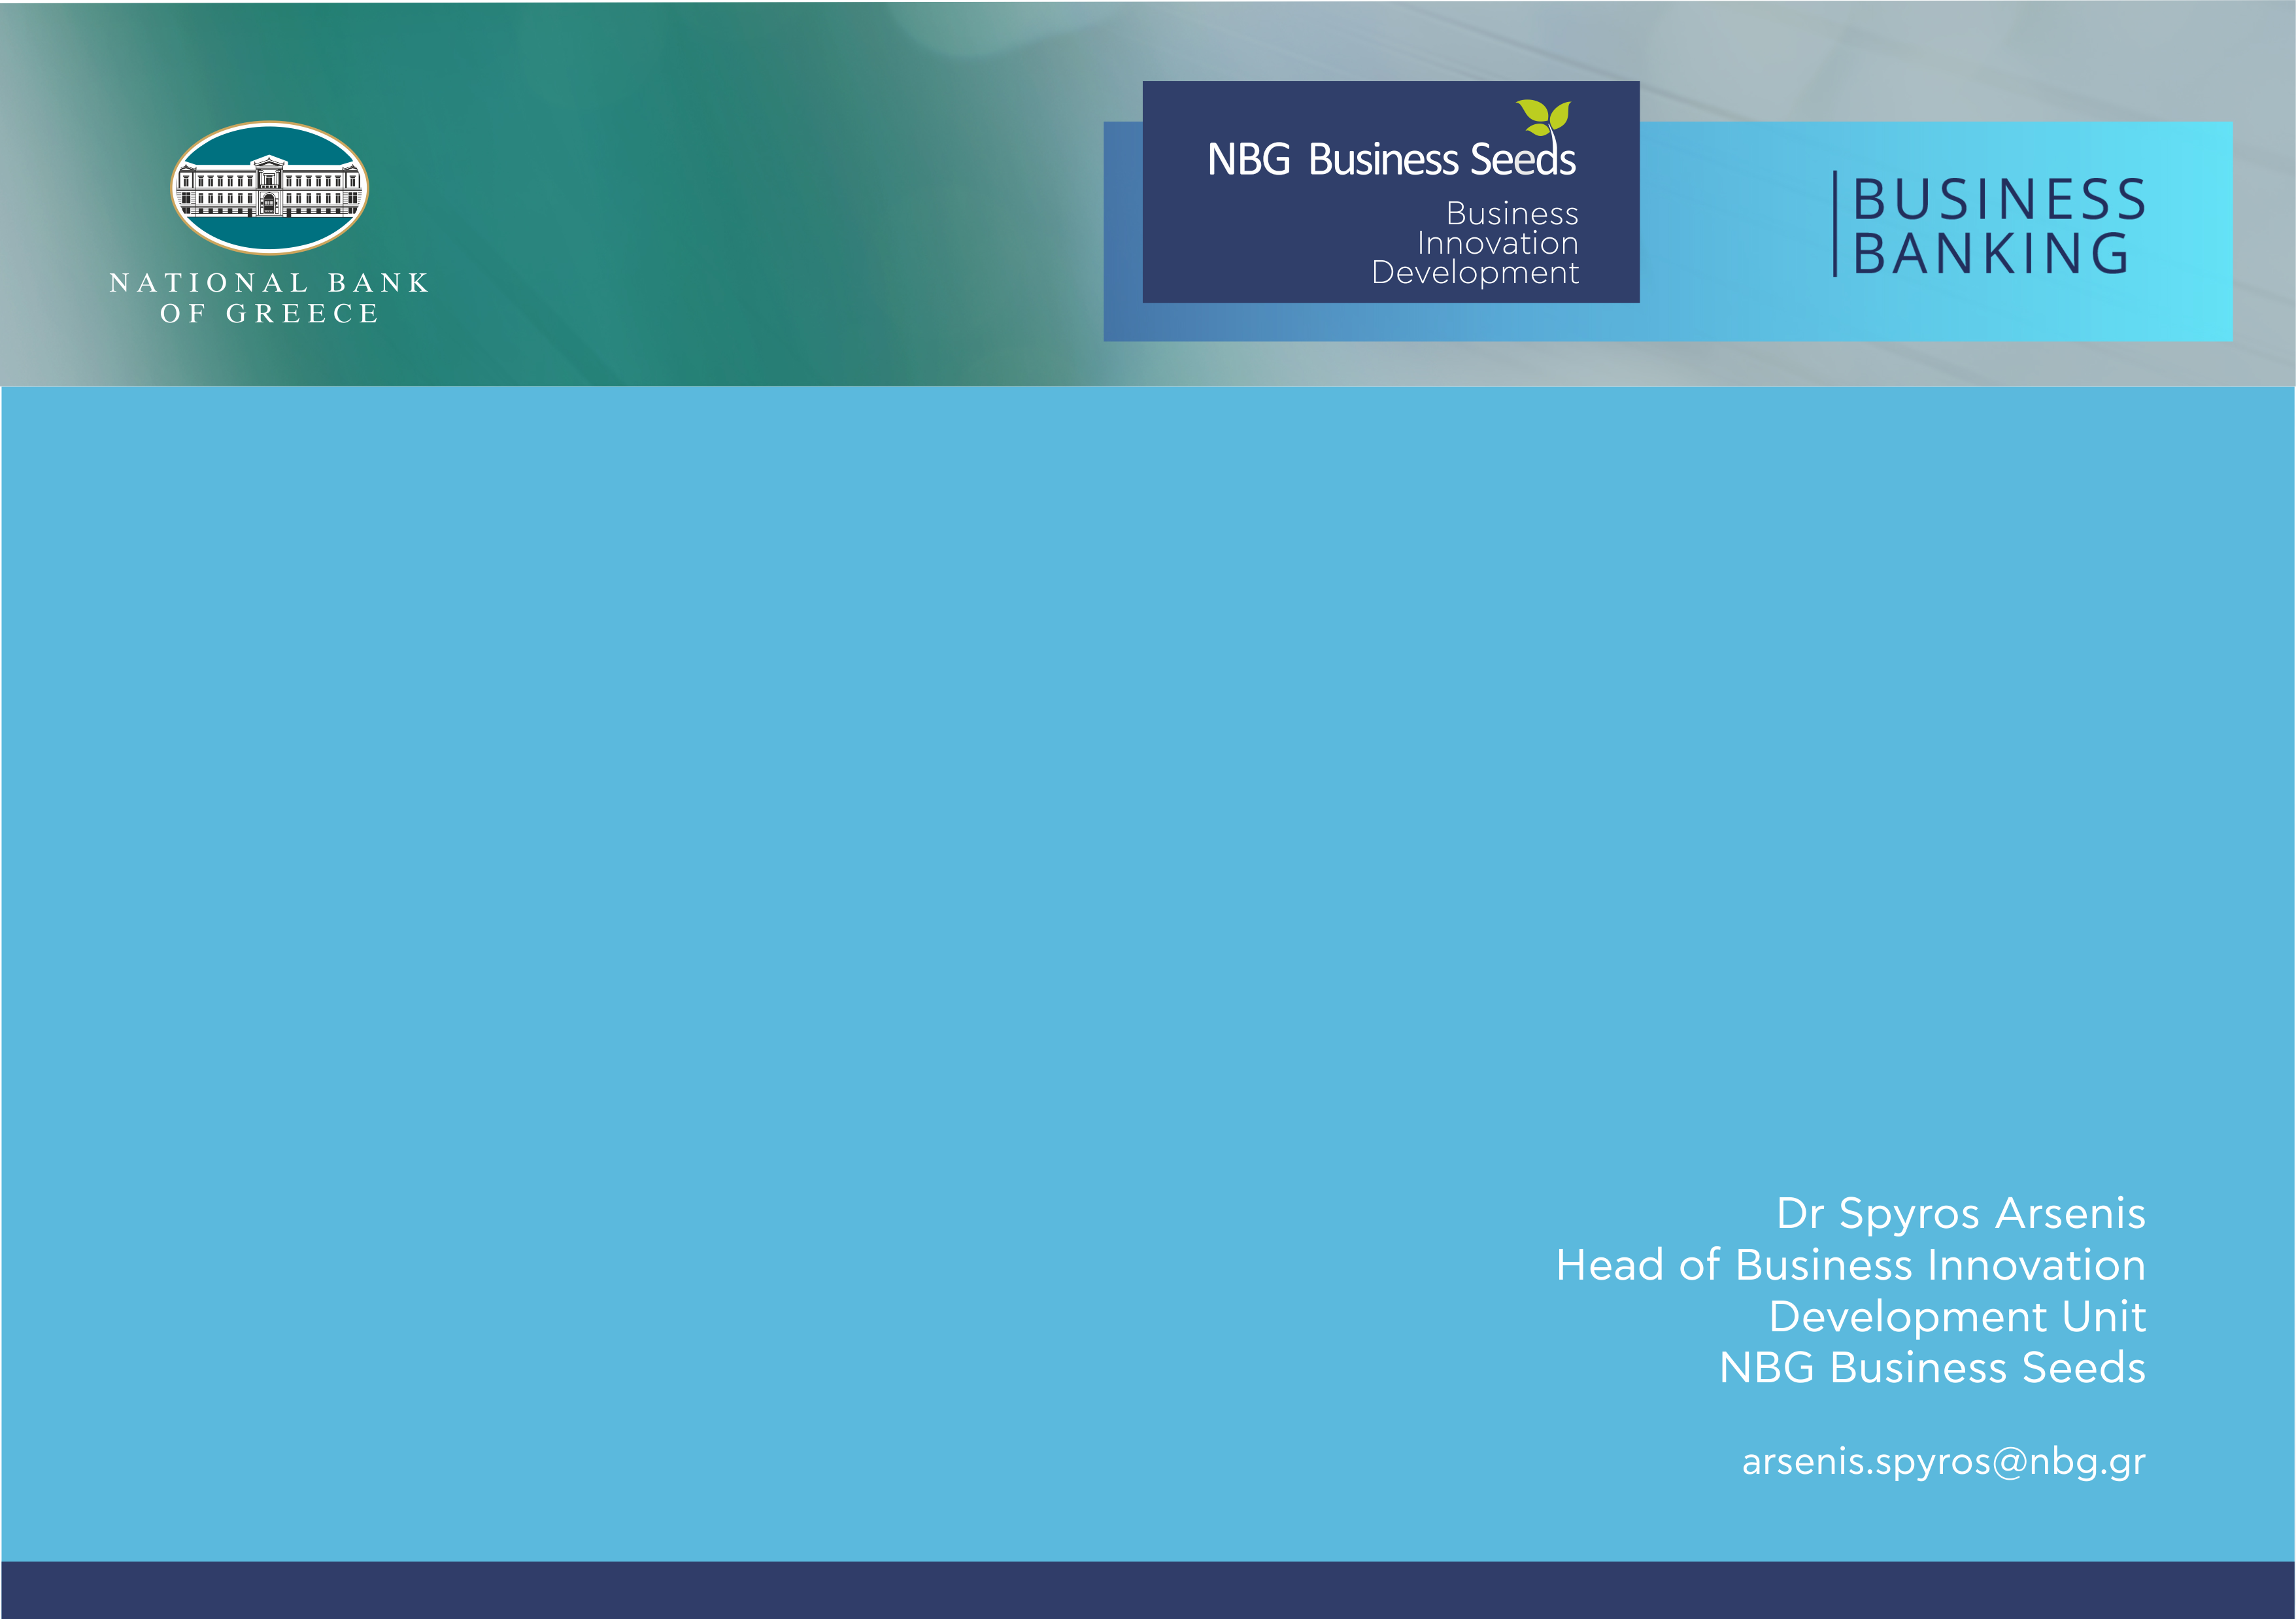 NATIONAL BANK
OF GREECE
NBG Business Seeds
Business
Innovation
Development
BUSINESS
BANKING
Dr Spyros Arsenis
Head of Business Innovation
Development Unit
NBG Business Seeds
arsenis.spyros@nbg.gr